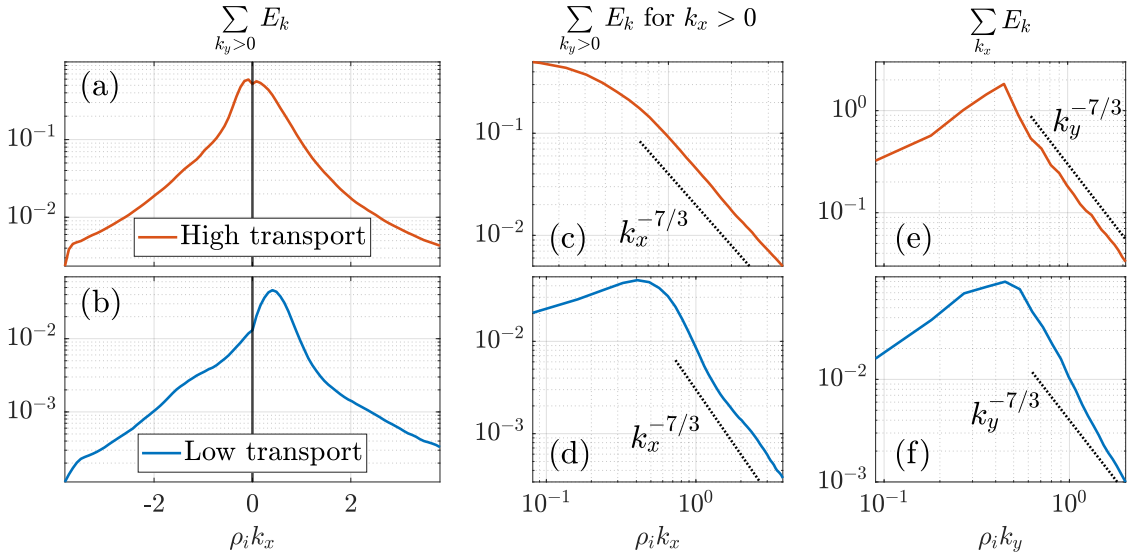 ∑_{k_y>0} E_k
∑_{k_y>0} E_k for k_x > 0
∑_{k_x} E_k
(a)
10^{-1}
10^{-2}
High transport
(b)
10^{-2}
10^{-3}
Low transport
-2 0 2
ρ_i k_x
10^{-1}
10^{-2}
(c)
k_x^{-7/3}
10^{-2}
10^{-3}
(d)
k_x^{-7/3}
10^{-1} 10^0
ρ_i k_x
10^0
10^{-1}
(e)
k_y^{-7/3}
10^{-2}
10^{-3}
(f)
k_y^{-7/3}
10^{-1} 10^0
ρ_i k_y